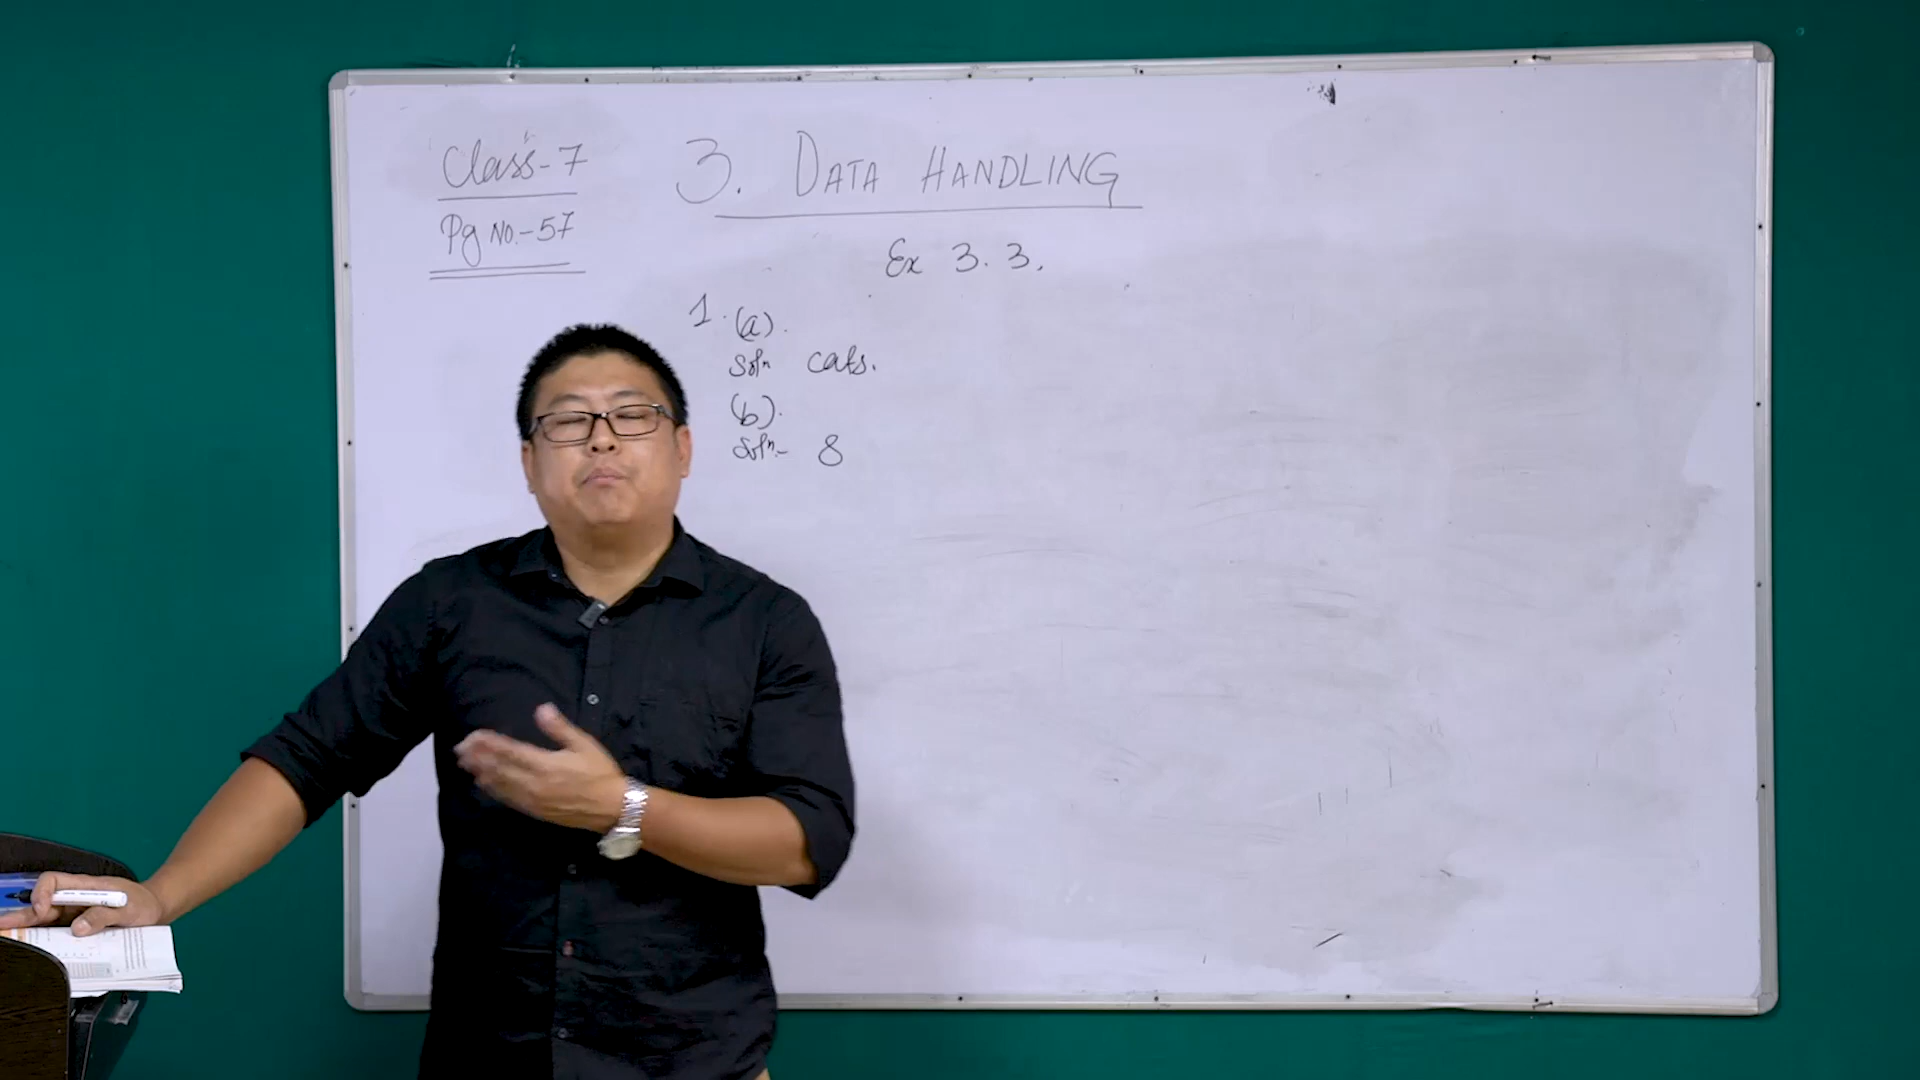 Class-7
Pg No.-57
3. DATA HANDLING
Ex 3.3.
1. (a).
Solⁿ cats.
(b).
Solⁿ- 8